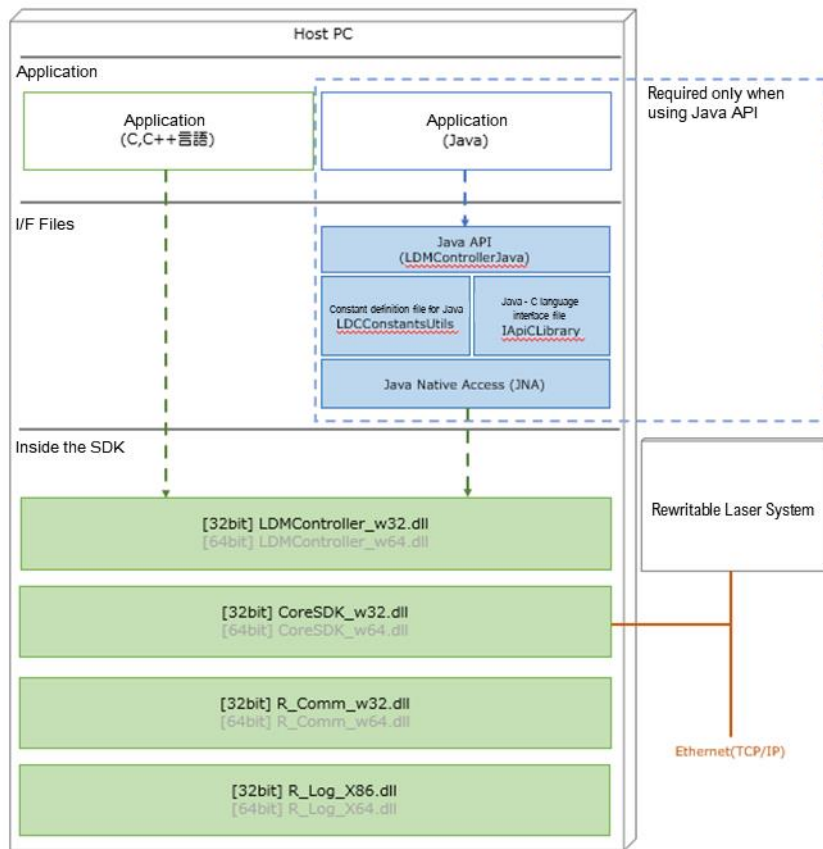 Host PC
Application
Required only when
using Java API
Application
(C,C++言語)
Application
(Java)
I/F Files
Java API
(LDMControllerJava)
Constant definition file for Java
LDCConstantsUtils
Java - C language
interface file
IApiCLibrary
Java Native Access (JNA)
Inside the SDK
Rewritable Laser System
[32bit] LDMController_w32.dll
[64bit] LDMController_w64.dll
[32bit] CoreSDK_w32.dll
[64bit] CoreSDK_w64.dll
[32bit] R_Comm_w32.dll
[64bit] R_Comm_w64.dll
Ethernet(TCP/IP)
[32bit] R_Log_X86.dll
[64bit] R_Log_X64.dll